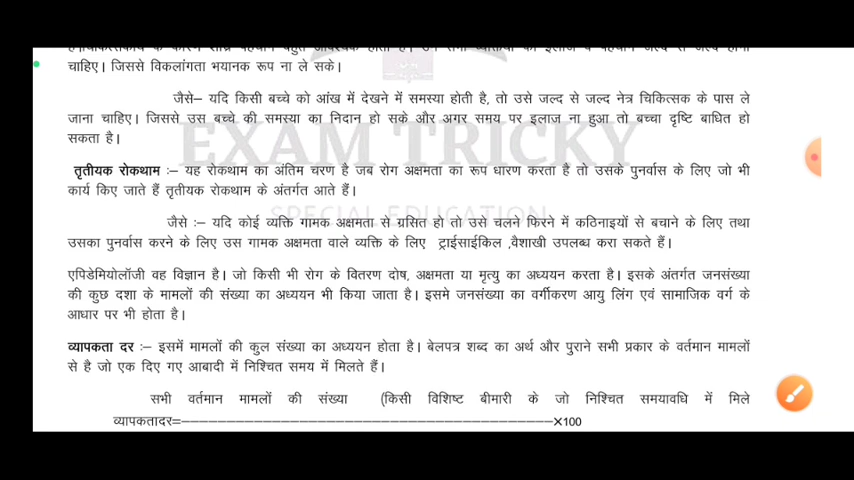 चाहिए। जिससे विकलांगता भयानक रूप ना ले सके।
जैसे– यदि किसी बच्चे को आंख में देखने में समस्या होती है, तो उसे जल्द से जल्द नेत्र चिकित्सक के पास ले
जाना चाहिए। जिससे उस बच्चे की समस्या का निदान हो सके और अगर समय पर इलाज ना हुआ तो बच्चा दृष्टि बाधित हो
सकता है।
EXAM TRICKY
तृतीयक रोकथाम :– यह रोकथाम का अंतिम चरण है जब रोग अक्षमता का रूप धारण करता है तो उसके पुनर्वास के लिए जो भी
कार्य किए जाते हैं तृतीयक रोकथाम के अंतर्गत आते हैं।
SPECIAL EDUCATION
जैसे :– यदि कोई व्यक्ति गामक अक्षमता से ग्रसित हो तो उसे चलने फिरने में कठिनाइयों से बचाने के लिए तथा
उसका पुनर्वास करने के लिए उस गामक अक्षमता वाले व्यक्ति के लिए ट्राईसाईकिल ,वैशाखी उपलब्ध करा सकते हैं।
एपिडेमियोलॉजी वह विज्ञान है। जो किसी भी रोग के वितरण दोष, अक्षमता या मृत्यु का अध्ययन करता है। इसके अंतर्गत जनसंख्या
की कुछ दशा के मामलों की संख्या का अध्ययन भी किया जाता है। इसमे जनसंख्या का वर्गीकरण आयु लिंग एवं सामाजिक वर्ग के
आधार पर भी होता है।
व्यापकता दर :– इसमें मामलों की कुल संख्या का अध्ययन होता है। बेलपत्र शब्द का अर्थ और पुराने सभी प्रकार के वर्तमान मामलों
से है जो एक दिए गए आबादी में निश्चित समय में मिलते हैं।
सभी वर्तमान मामलों की संख्या (किसी विशिष्ट बीमारी के जो निश्चित समयावधि में मिले
व्यापकतादर=————————————————————X100